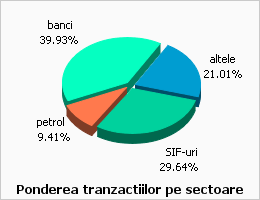 banci
39.93%
altele
21.01%
petrol
9.41%
SIF-uri
29.64%
Ponderea tranzactiilor pe sectoare